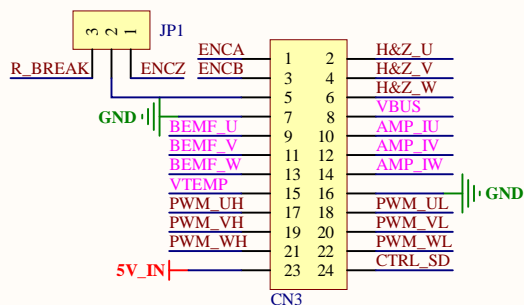 3 2 1 JP1
R_BREAK ENCZ
ENCA 1 2 H&Z_U
ENCB 3 4 H&Z_V
5 6 H&Z_W
GND 7 8 VBUS
BEMF_U 9 10 AMP_IU
BEMF_V 11 12 AMP_IV
BEMF_W 13 14 AMP_IW
VTEMP 15 16 GND
PWM_UH 17 18 PWM_UL
PWM_VH 19 20 PWM_VL
PWM_WH 21 22 PWM_WL
5V_IN 23 24 CTRL_SD
CN3